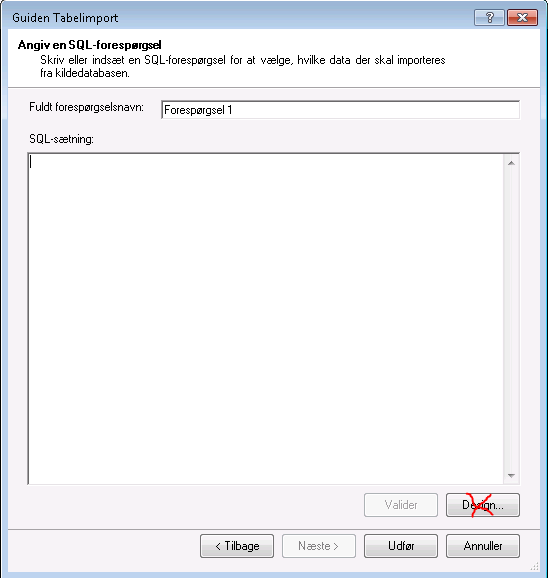 Guiden Tabelimport
Angiv en SQL-forespørgsel
Skriv eller indsæt en SQL-forespørgsel for at vælge, hvilke data der skal importeres
fra kildedatabasen.
Fuldt forespørgselsnavn: Forespørgsel 1
SQL-sætning:
Valider Design...
< Tilbage Næste > Udfør Annuller